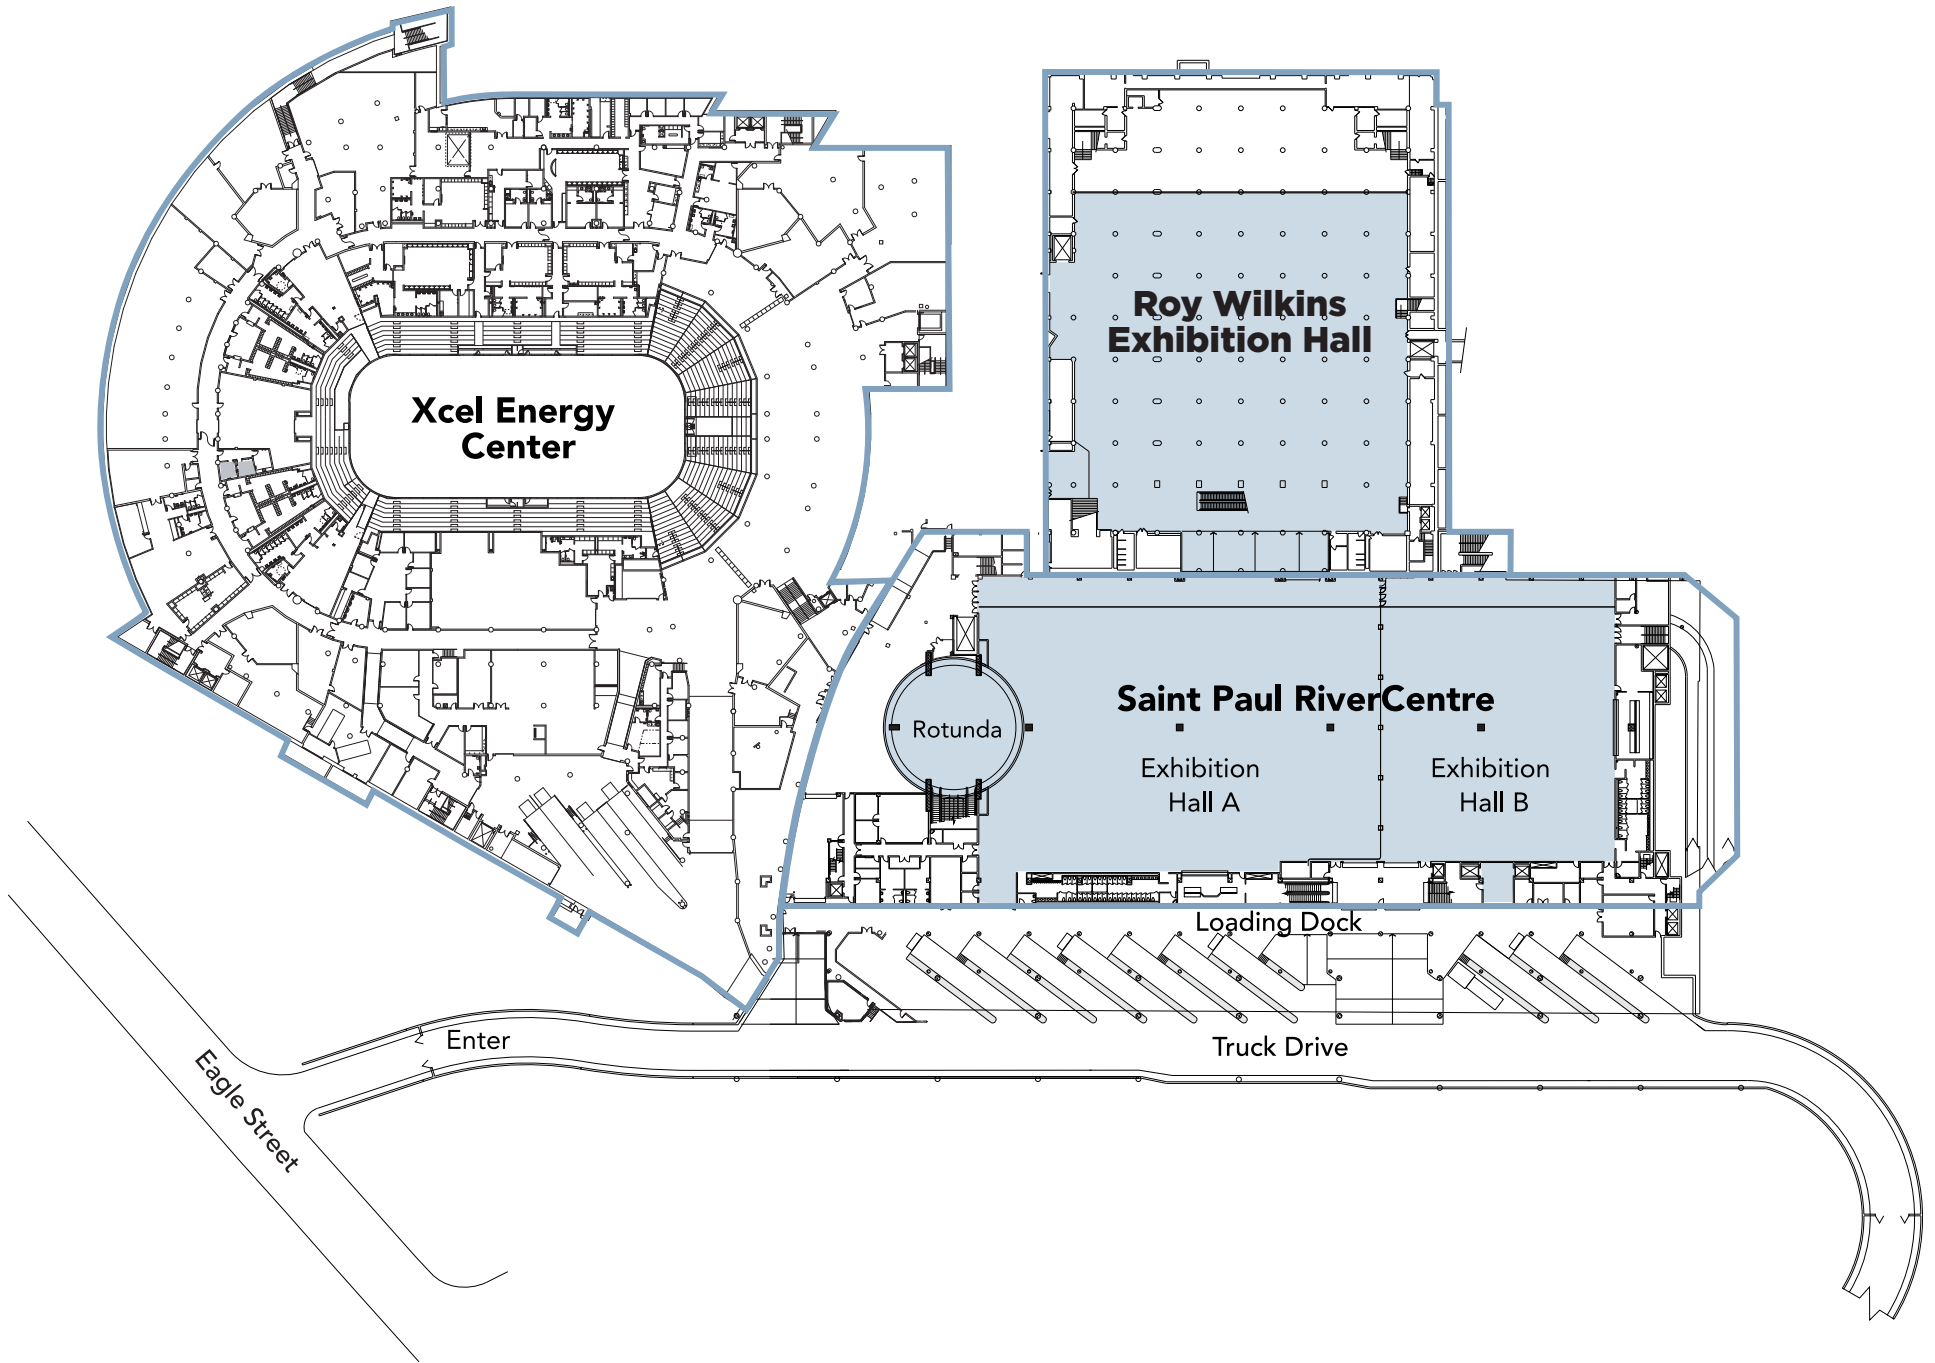 Roy Wilkins
Exhibition Hall
Xcel Energy
Center
Saint Paul RiverCentre
Rotunda
Exhibition
Hall A
Exhibition
Hall B
Loading Dock
Enter
Truck Drive
Eagle Street